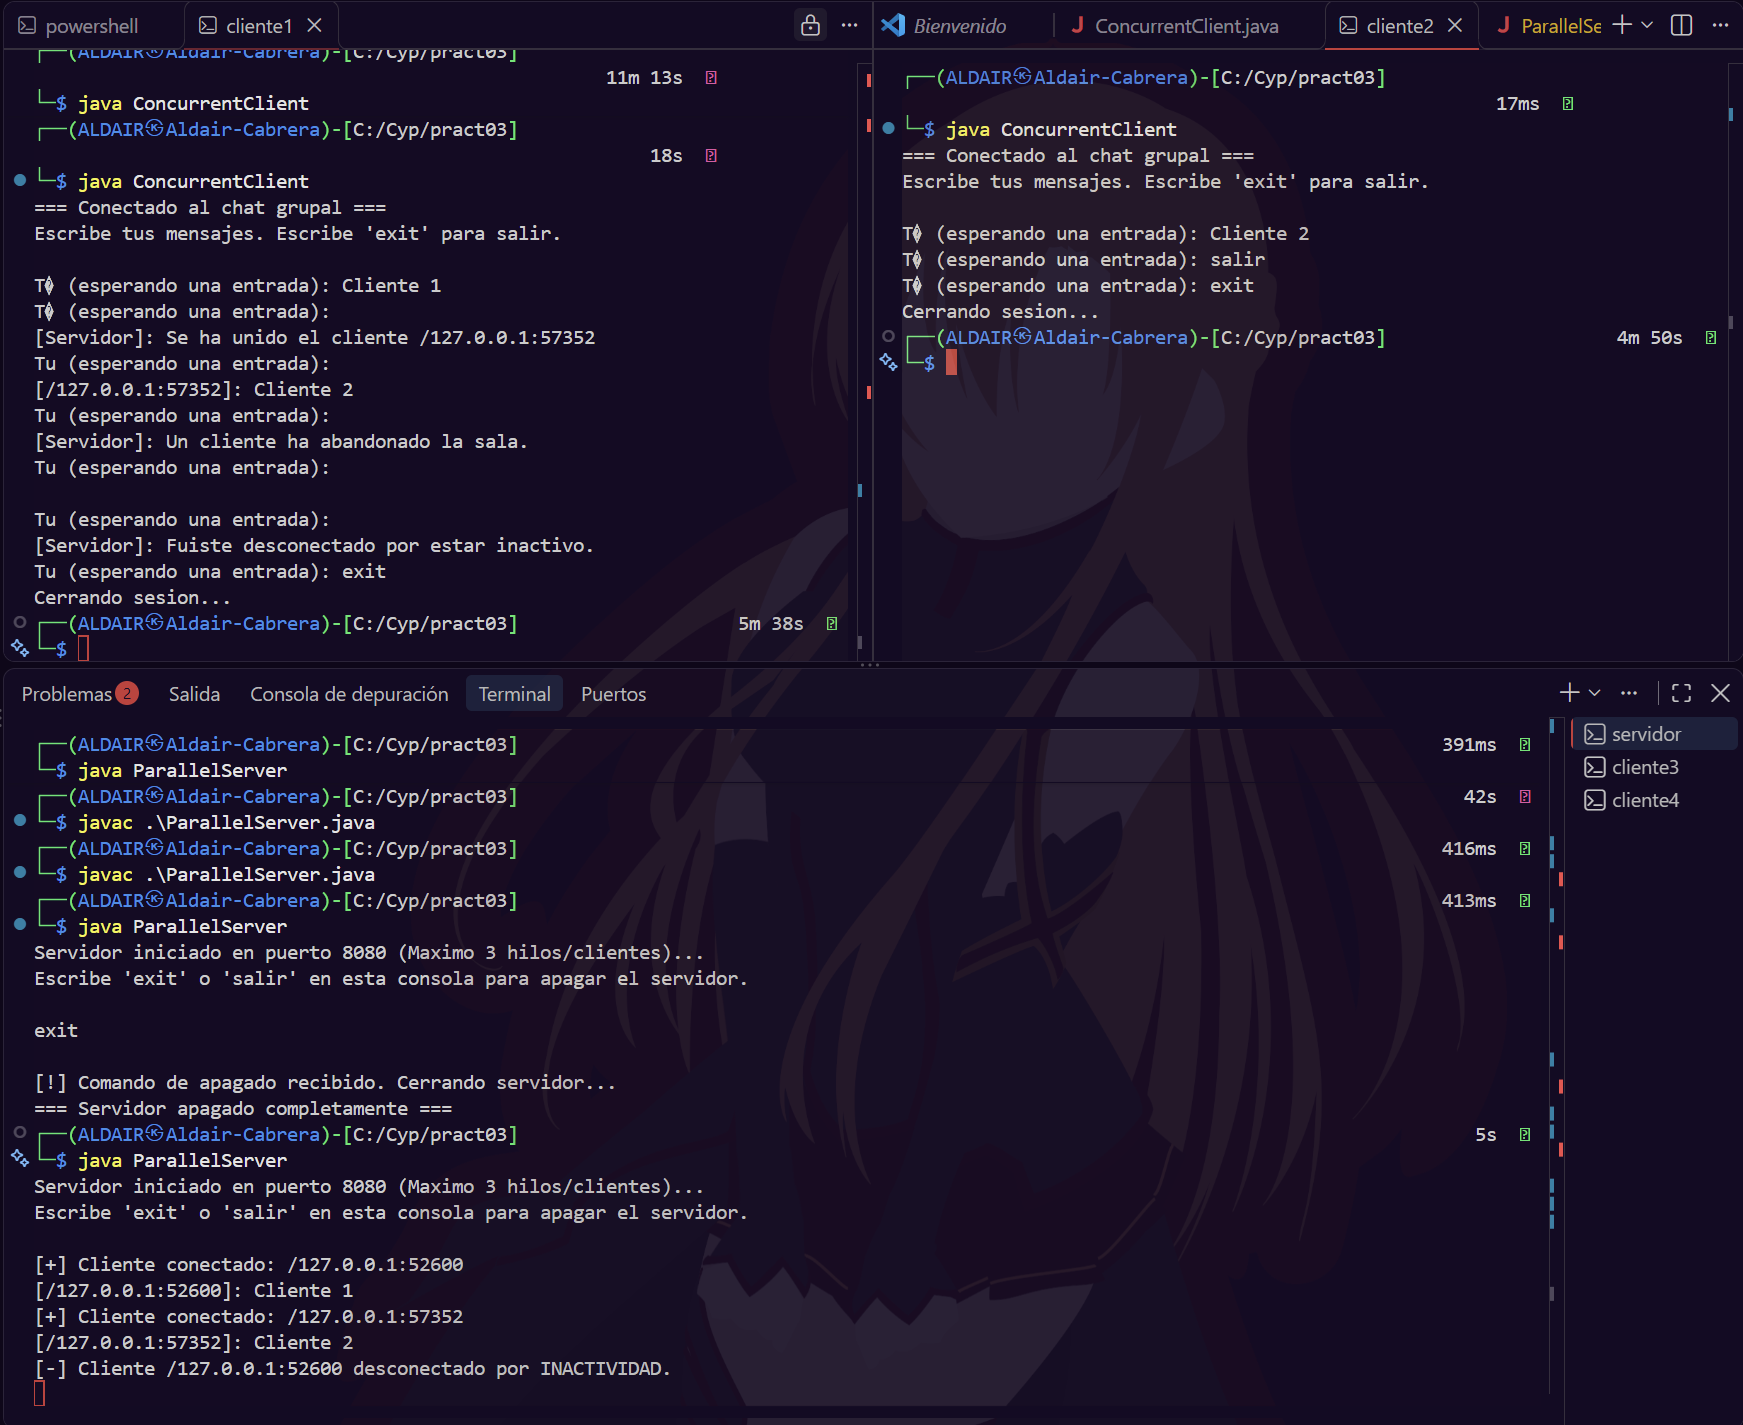 powershell
cliente1
┌──(ALDAIR㉿Aldair-Cabrera)-[C:/Cyp/pract03]
11m 13s
└─$ java ConcurrentClient
┌──(ALDAIR㉿Aldair-Cabrera)-[C:/Cyp/pract03]
18s
└─$ java ConcurrentClient
=== Conectado al chat grupal ===
Escribe tus mensajes. Escribe 'exit' para salir.
T� (esperando una entrada): Cliente 1
T� (esperando una entrada):
[Servidor]: Se ha unido el cliente /127.0.0.1:57352
Tu (esperando una entrada):
[/127.0.0.1:57352]: Cliente 2
Tu (esperando una entrada):
[Servidor]: Un cliente ha abandonado la sala.
Tu (esperando una entrada):
Tu (esperando una entrada):
[Servidor]: Fuiste desconectado por estar inactivo.
Tu (esperando una entrada): exit
Cerrando sesion...
┌──(ALDAIR㉿Aldair-Cabrera)-[C:/Cyp/pract03] 5m 38s
└─$
Bienvenido
ConcurrentClient.java
cliente2
ParallelSe
┌──(ALDAIR㉿Aldair-Cabrera)-[C:/Cyp/pract03]
17ms
└─$ java ConcurrentClient
=== Conectado al chat grupal ===
Escribe tus mensajes. Escribe 'exit' para salir.
T� (esperando una entrada): Cliente 2
T� (esperando una entrada): salir
T� (esperando una entrada): exit
Cerrando sesion...
┌──(ALDAIR㉿Aldair-Cabrera)-[C:/Cyp/pract03] 4m 50s
└─$
Problemas 2 Salida Consola de depuración Terminal Puertos
┌──(ALDAIR㉿Aldair-Cabrera)-[C:/Cyp/pract03] 391ms
└─$ java ParallelServer
┌──(ALDAIR㉿Aldair-Cabrera)-[C:/Cyp/pract03] 42s
└─$ javac .\ParallelServer.java
┌──(ALDAIR㉿Aldair-Cabrera)-[C:/Cyp/pract03] 416ms
└─$ javac .\ParallelServer.java
┌──(ALDAIR㉿Aldair-Cabrera)-[C:/Cyp/pract03] 413ms
└─$ java ParallelServer
Servidor iniciado en puerto 8080 (Maximo 3 hilos/clientes)...
Escribe 'exit' o 'salir' en esta consola para apagar el servidor.
exit
[!] Comando de apagado recibido. Cerrando servidor...
=== Servidor apagado completamente ===
┌──(ALDAIR㉿Aldair-Cabrera)-[C:/Cyp/pract03] 5s
└─$ java ParallelServer
Servidor iniciado en puerto 8080 (Maximo 3 hilos/clientes)...
Escribe 'exit' o 'salir' en esta consola para apagar el servidor.
[+] Cliente conectado: /127.0.0.1:52600
[/127.0.0.1:52600]: Cliente 1
[+] Cliente conectado: /127.0.0.1:57352
[/127.0.0.1:57352]: Cliente 2
[-] Cliente /127.0.0.1:52600 desconectado por INACTIVIDAD.
servidor
cliente3
cliente4